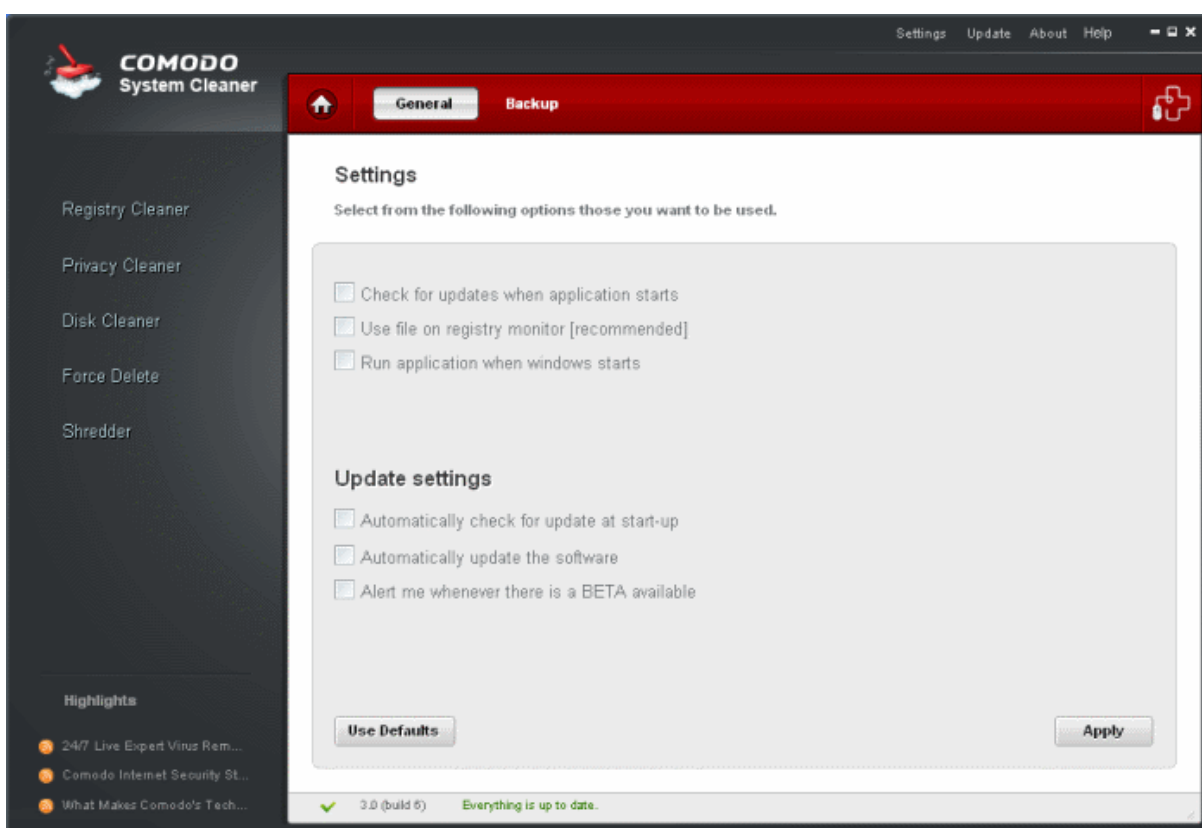 Settings Update About Help
COMODO
System Cleaner
General Backup
Registry Cleaner
Privacy Cleaner
Disk Cleaner
Force Delete
Shredder
Highlights
24/7 Live Expert Virus Rem...
Comodo Internet Security St...
What Makes Comodo's Tech...
Settings
Select from the following options those you want to be used.
Check for updates when application starts
Use file on registry monitor [recommended]
Run application when windows starts
Update settings
Automatically check for update at start-up
Automatically update the software
Alert me whenever there is a BETA available
Use Defaults Apply
3.0 (build 6) Everything is up to date.